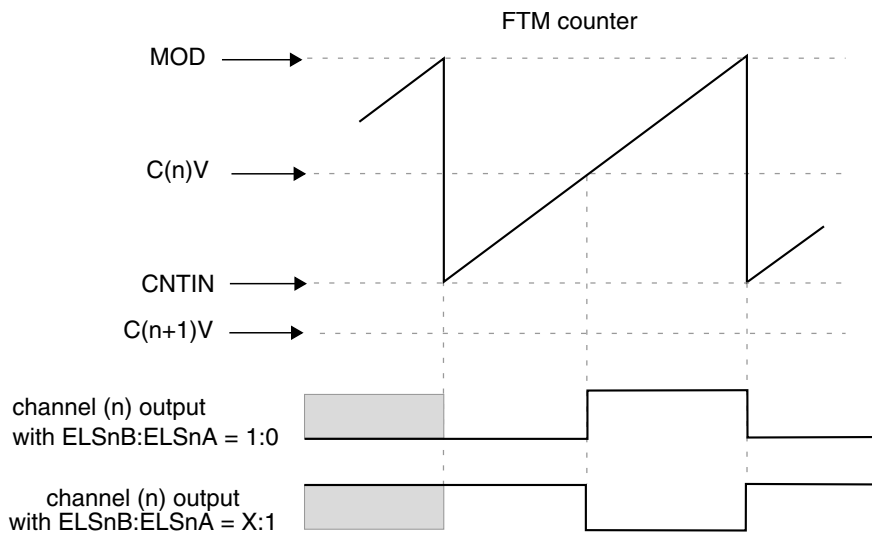 FTM counter
MOD
C(n)V
CNTIN
C(n+1)V
channel (n) output
with ELSnB:ELSnA = 1:0
channel (n) output
with ELSnB:ELSnA = X:1